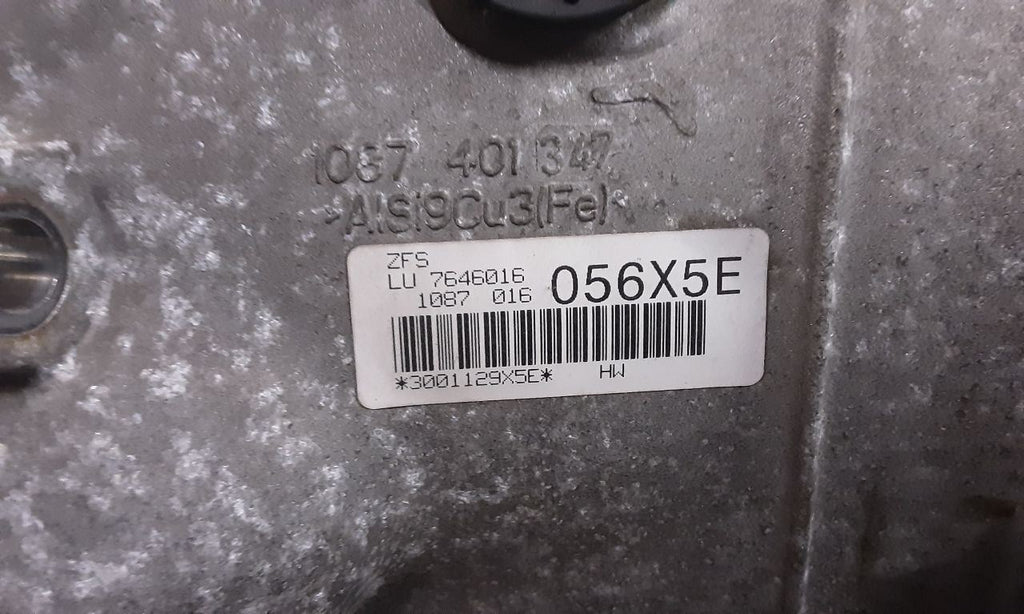 1087 401 347
>AlSi9Cu3(Fe)<
ZFS
LU 7646016
1087 016 056X5E
*3001129X5E* HW